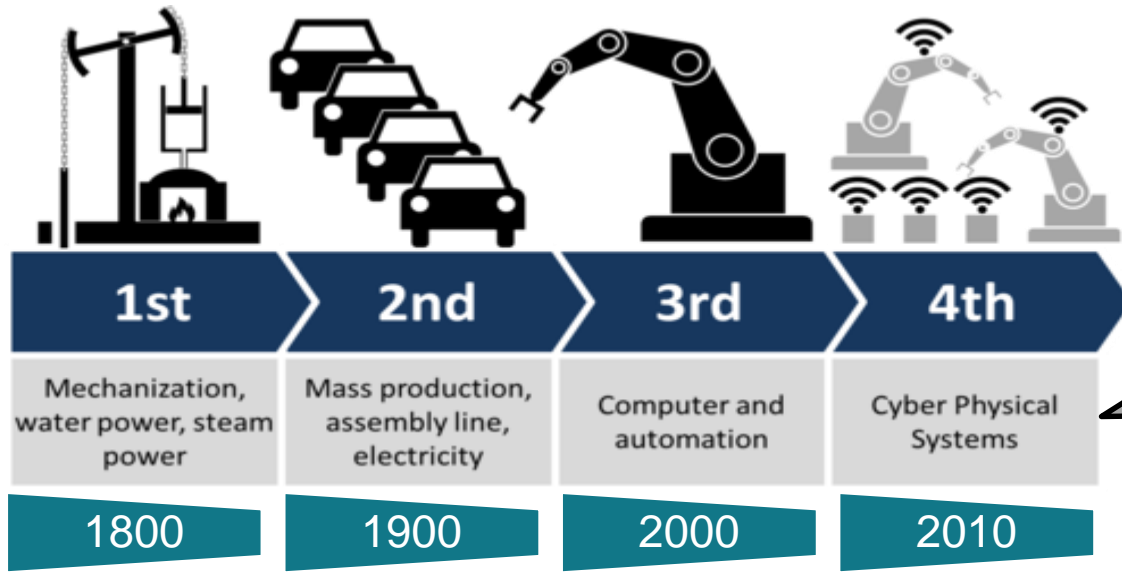 1st
2nd
3rd
4th
Mechanization,
water power, steam
power
Mass production,
assembly line,
electricity
Computer and
automation
Cyber Physical
Systems
1800
1900
2000
2010